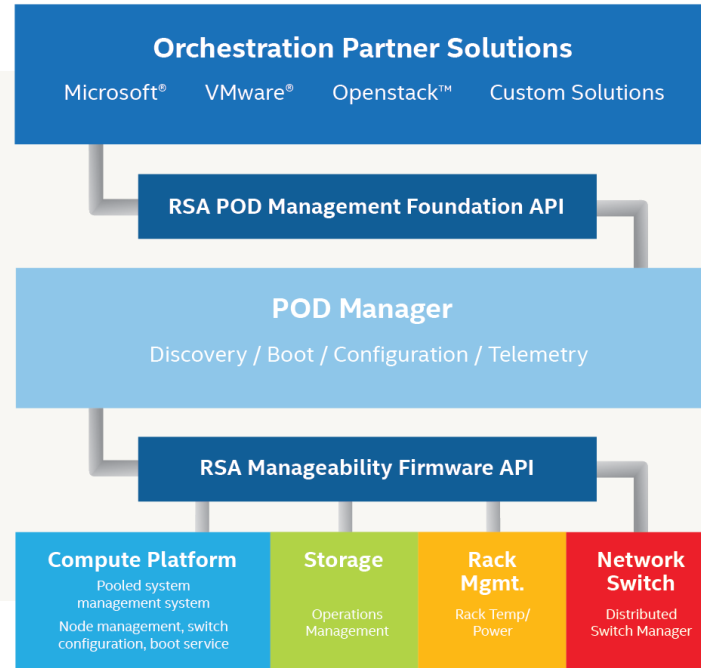 Orchestration Partner Solutions
Microsoft® VMware® Openstack™ Custom Solutions
RSA POD Management Foundation API
POD Manager
Discovery / Boot / Configuration / Telemetry
RSA Manageability Firmware API
Compute Platform
Pooled system
management system
Node management, switch
configuration, boot service
Storage
Operations
Management
Rack
Mgmt.
Rack Temp/
Power
Network
Switch
Distributed
Switch Manager